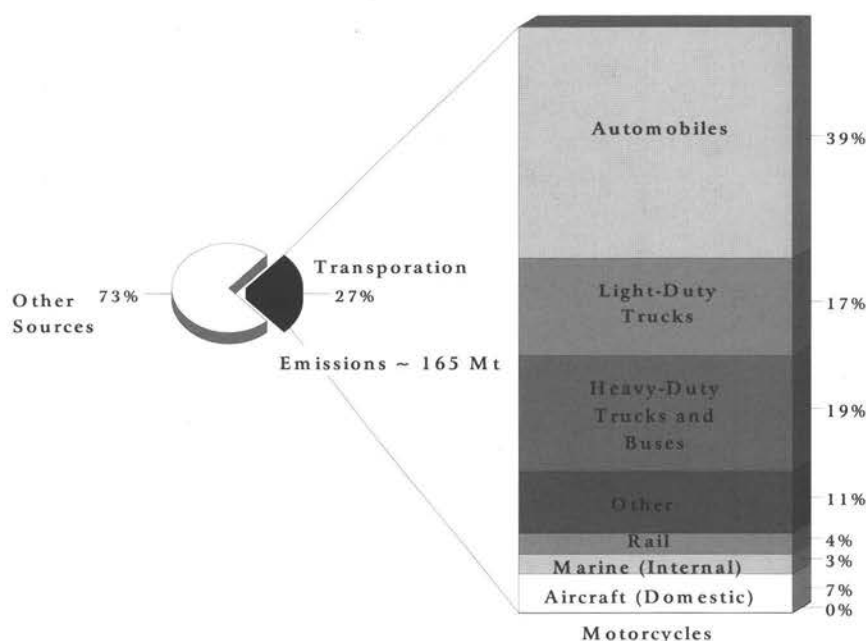 Automobiles
39%
Other
Sources
73%
Transporation
27%
Emissions ~ 165 Mt
Light-Duty
Trucks
17%
Heavy-Duty
Trucks and
Buses
19%
Other
11%
Rail
4%
Marine (Internal)
3%
Aircraft (Domestic)
7%
0%
Motorcycles